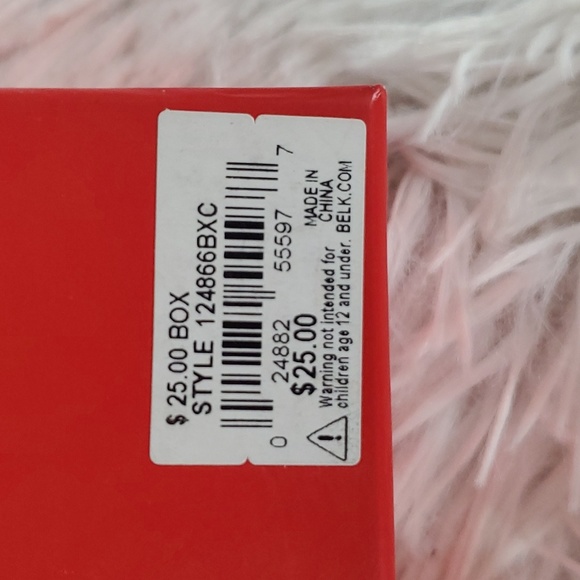 $ 25.00 BOX
STYLE 124866BXC
0 24882 55597 7
$25.00
MADE IN
CHINA
Warning not intended for
children age 12 and under. BELK.COM